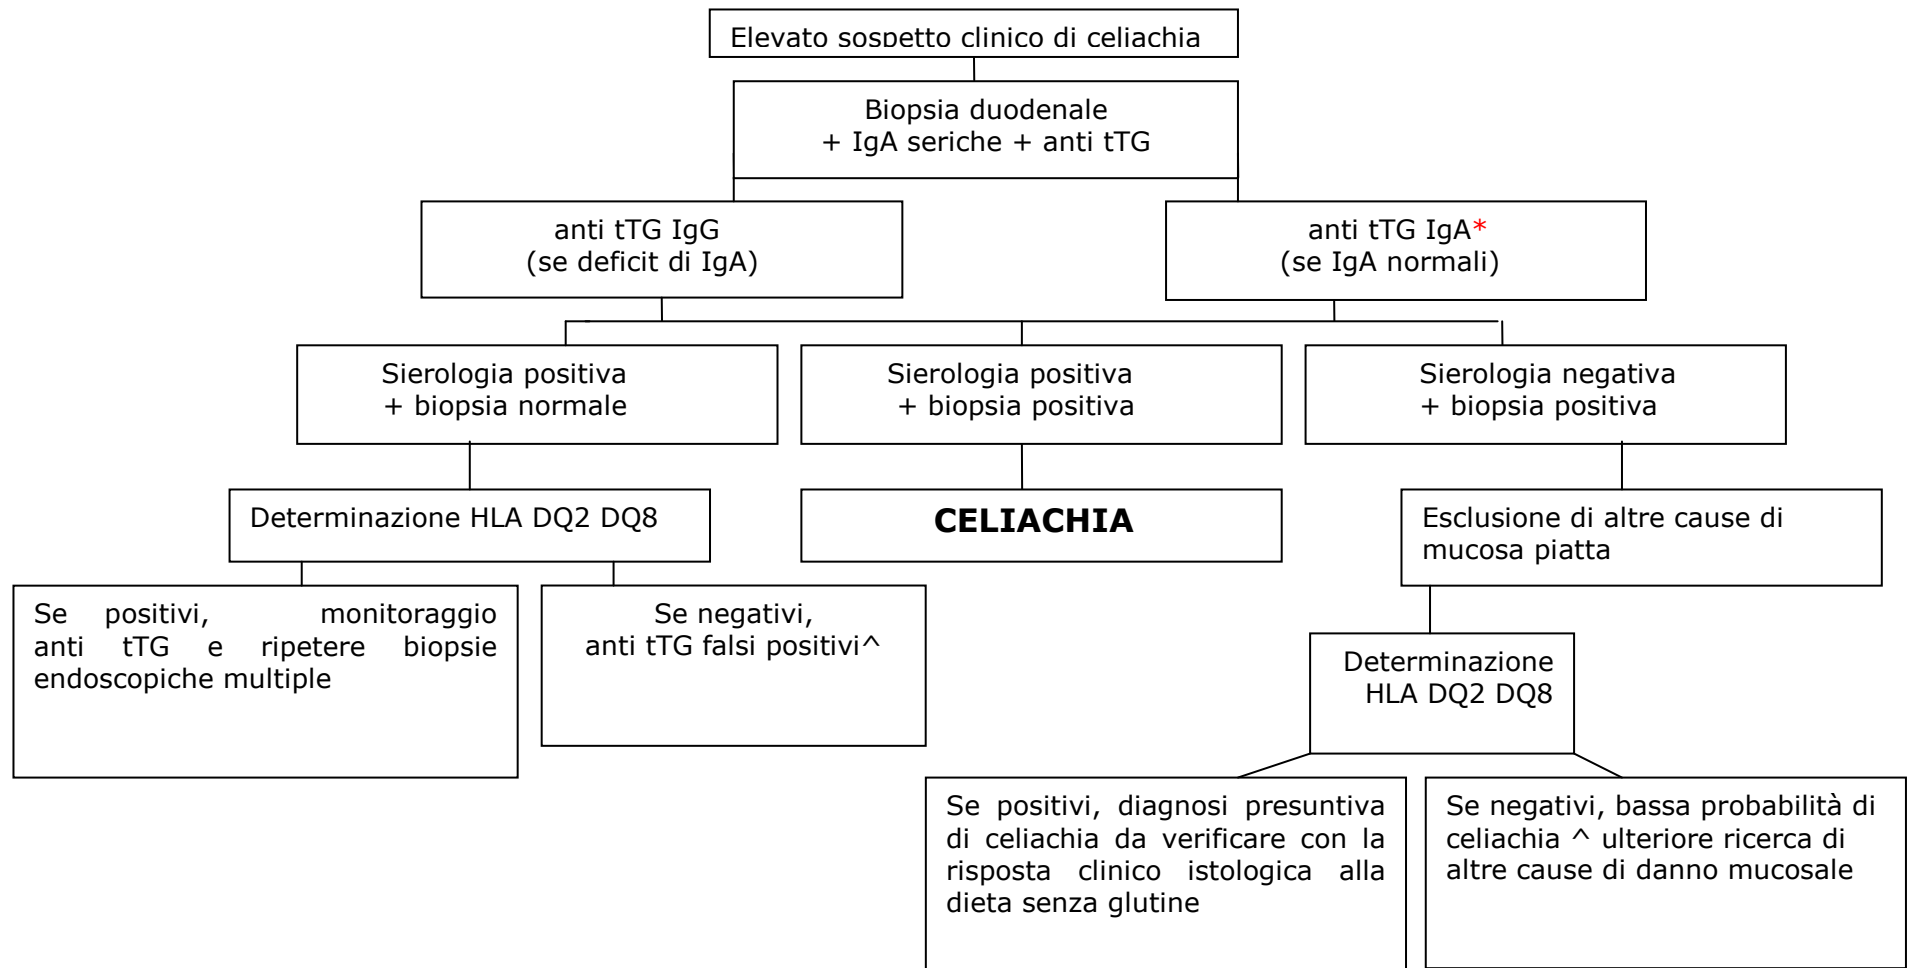 Elevato sospetto clinico di celiachia
Biopsia duodenale
+ IgA seriche + anti tTG
anti tTG IgG
(se deficit di IgA)
anti tTG IgA*
(se IgA normali)
Sierologia positiva
+ biopsia normale
Sierologia positiva
+ biopsia positiva
Sierologia negativa
+ biopsia positiva
Determinazione HLA DQ2 DQ8
CELIACHIA
Esclusione di altre cause di
mucosa piatta
Se positivi, monitoraggio
anti tTG e ripetere biopsie
endoscopiche multiple
Se negativi,
anti tTG falsi positivi^
Determinazione
HLA DQ2 DQ8
Se positivi, diagnosi presuntiva
di celiachia da verificare con la
risposta clinico istologica alla
dieta senza glutine
Se negativi, bassa probabilità di
celiachia ^ ulteriore ricerca di
altre cause di danno mucosale